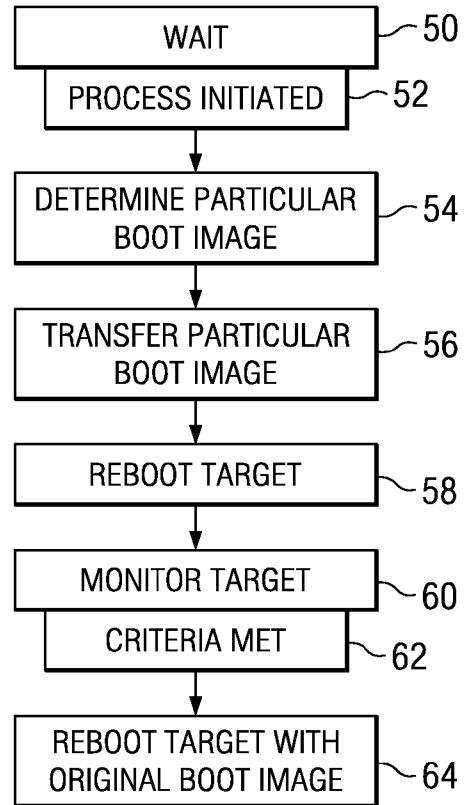 WAIT
50
PROCESS INITIATED
52
DETERMINE PARTICULAR
BOOT IMAGE
54
TRANSFER PARTICULAR
BOOT IMAGE
56
REBOOT TARGET
58
MONITOR TARGET
60
CRITERIA MET
62
REBOOT TARGET WITH
ORIGINAL BOOT IMAGE
64